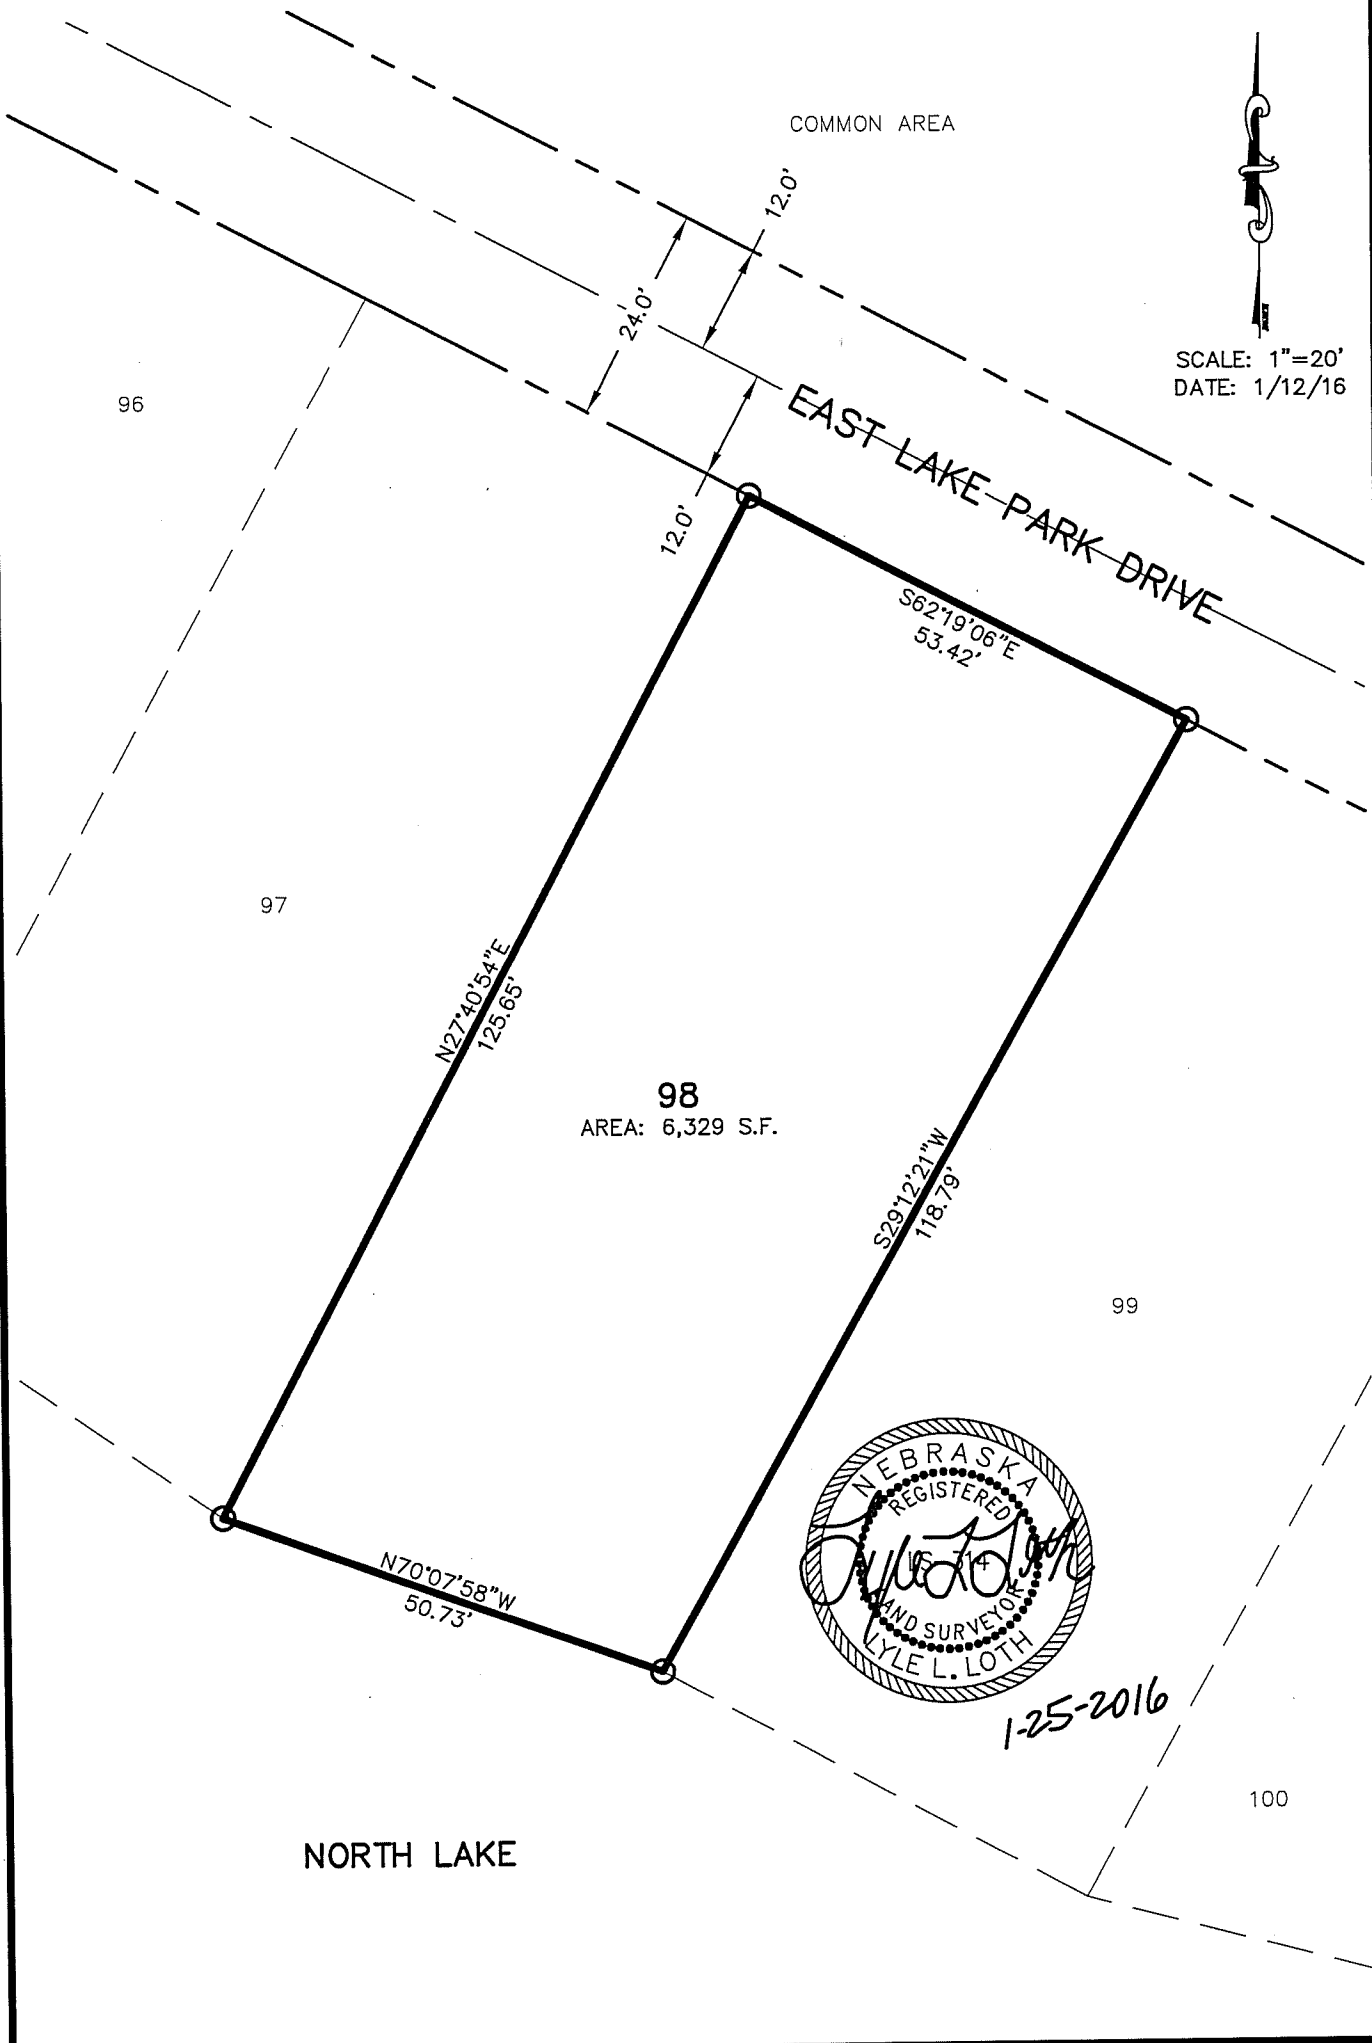 COMMON AREA
12.0'
24.0'
SCALE: 1"=20'
DATE: 1/12/16
96
EAST LAKE PARK DRIVE
12.0'
S62°19'06"E
53.42'
97
N27°40'54"E
125.65'
98
AREA: 6,329 S.F.
S29°12'21"W
118.79'
99
NEBRASKA
REGISTERED
LS 314
LAND SURVEYOR
LYLE L. LOTH
N70°07'58"W
50.73'
1-25-2016
100
NORTH LAKE